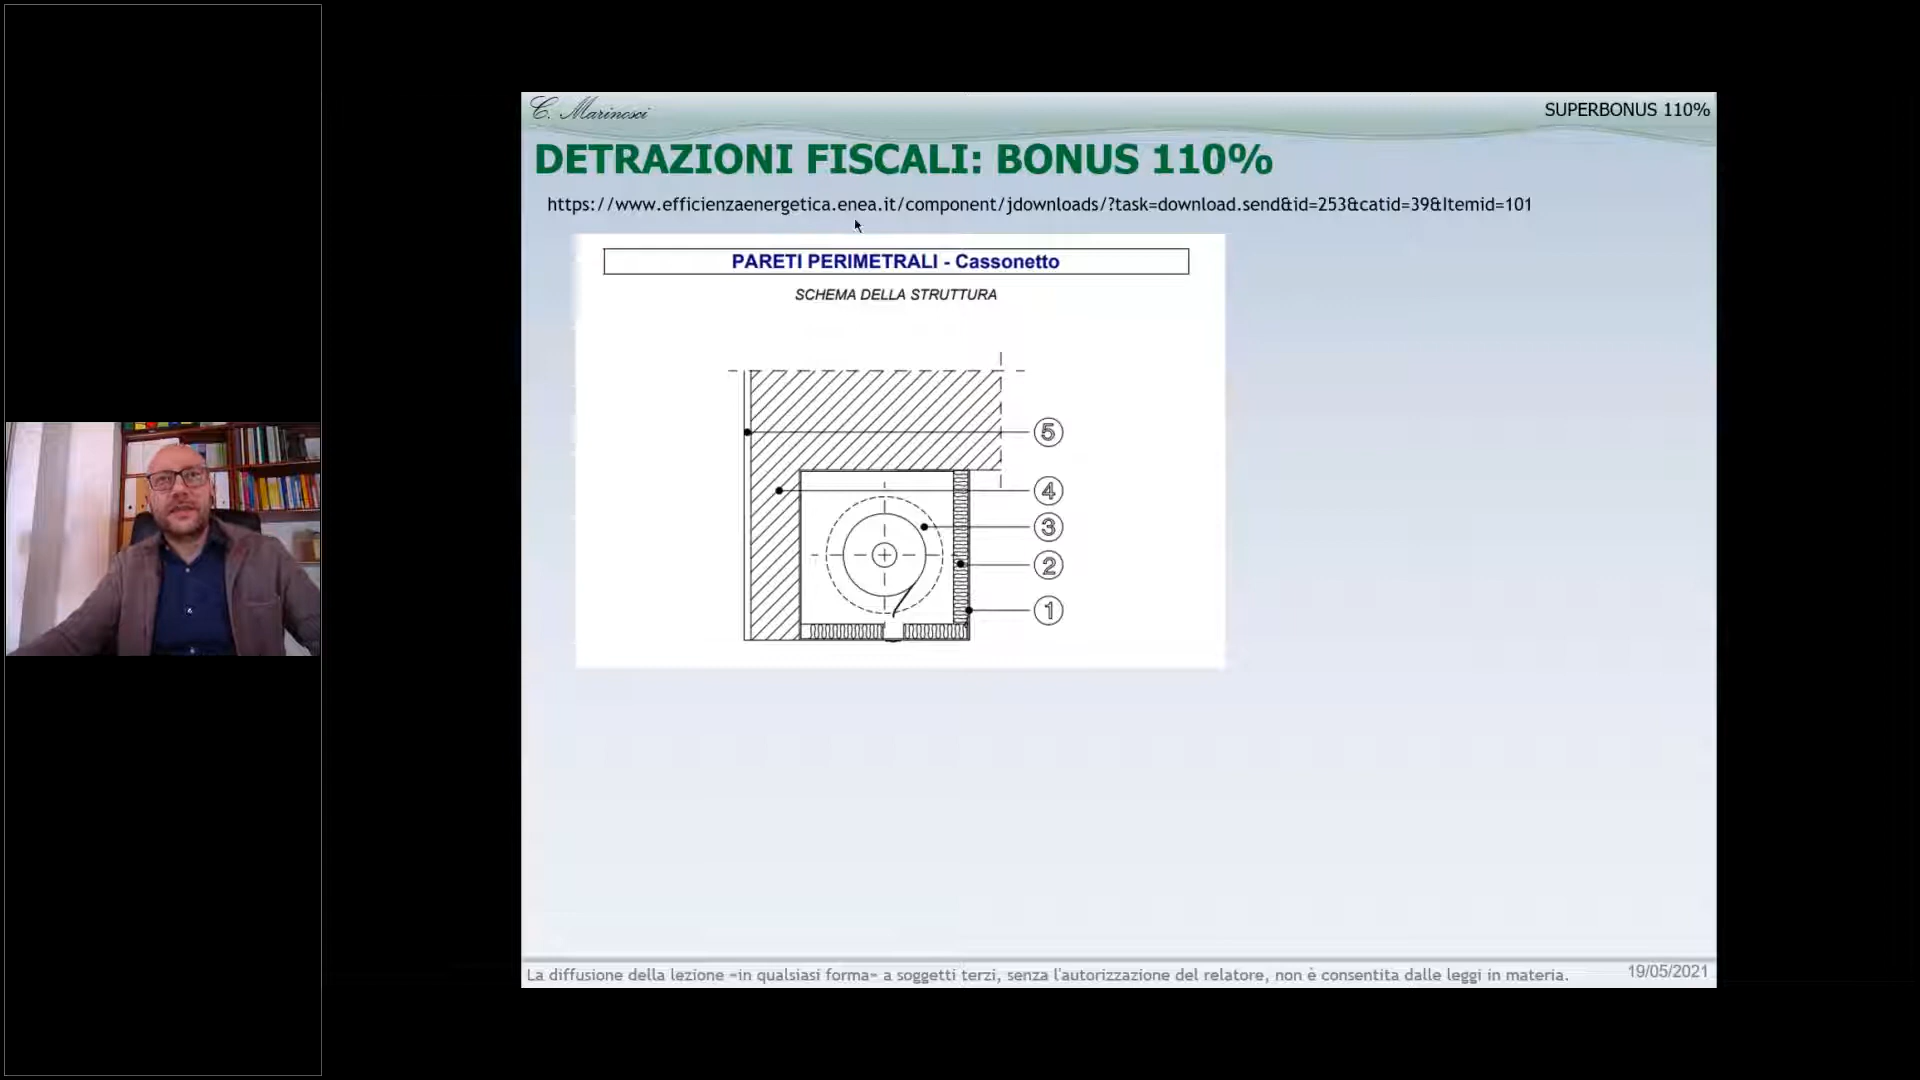 C. Marinosci
SUPERBONUS 110%
DETRAZIONI FISCALI: BONUS 110%
https://www.efficienzaenergetica.enea.it/component/jdownloads/?task=download.send&id=253&catid=39&Itemid=101
PARETI PERIMETRALI - Cassonetto
SCHEMA DELLA STRUTTURA
5
4
3
2
1
La diffusione della lezione «in qualsiasi forma» a soggetti terzi, senza l'autorizzazione del relatore, non è consentita dalle leggi in materia.
19/05/2021